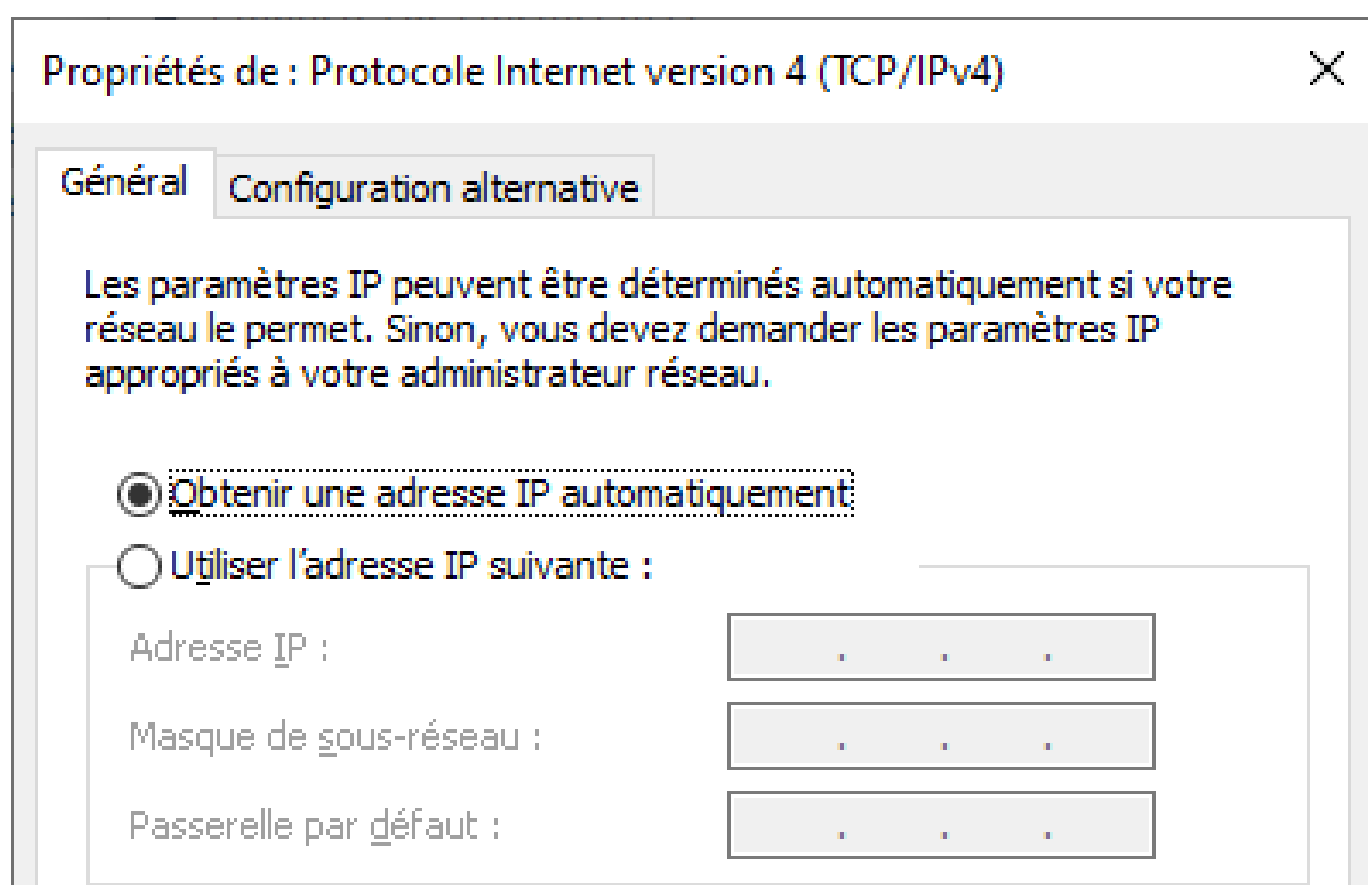 Propriétés de : Protocole Internet version 4 (TCP/IPv4)
Général
Configuration alternative
Les paramètres IP peuvent être déterminés automatiquement si votre
réseau le permet. Sinon, vous devez demander les paramètres IP
appropriés à votre administrateur réseau.
Obtenir une adresse IP automatiquement
Utiliser l'adresse IP suivante :
Adresse IP :
Masque de sous-réseau :
Passerelle par défaut :